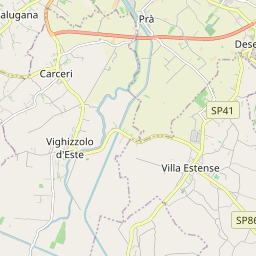 alugana
Prà
Dese
Carceri
SP41
Vighizzolo
d'Este
Villa Estense
SP86